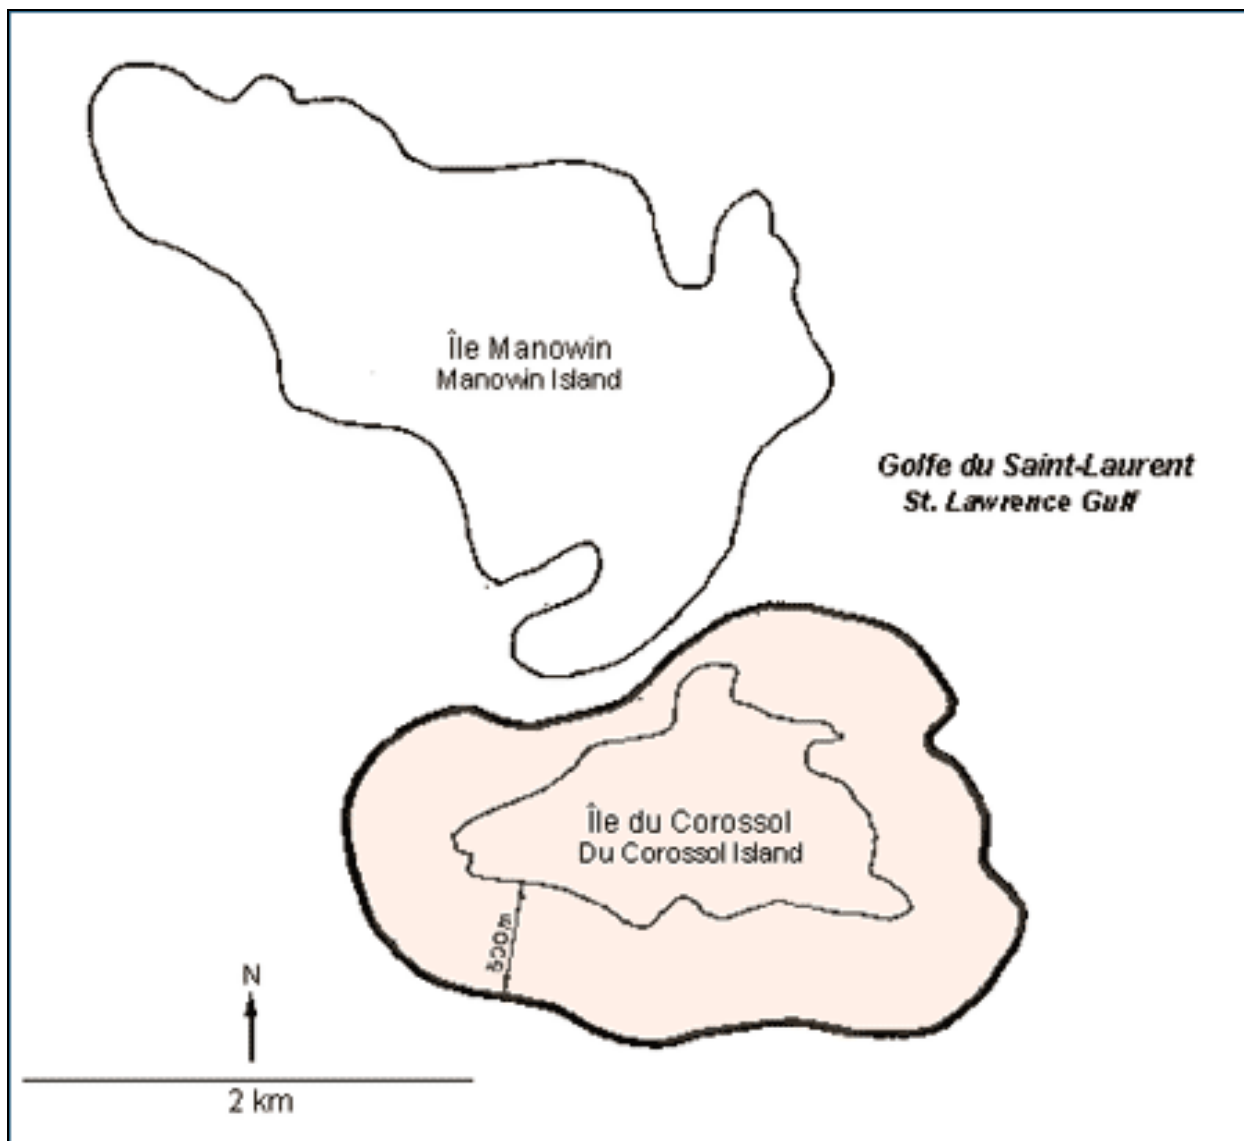 Île Manowin
Manowin Island
Golfe du Saint-Laurent
St. Lawrence Gulf
Île du Corossol
Du Corossol Island
500m
N
2 km